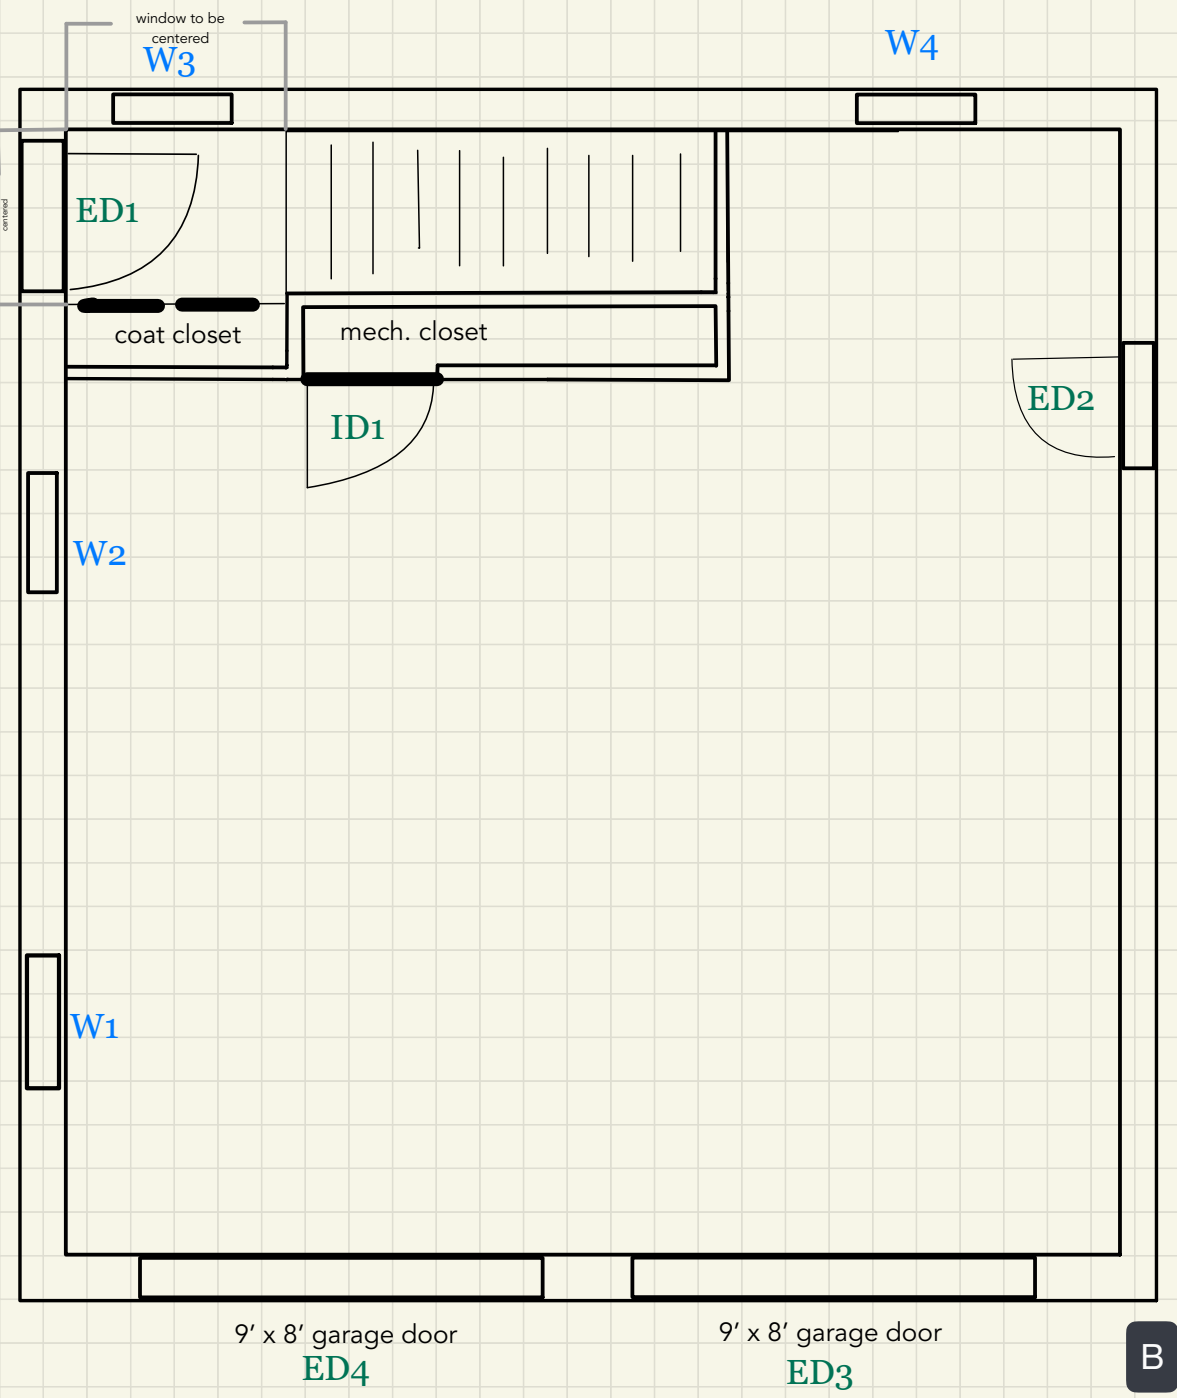 window to be
centered
W3
W4
centered
ED1
coat closet
mech. closet
ID1
ED2
W2
W1
9’ x 8’ garage door
ED4
9’ x 8’ garage door
ED3
B